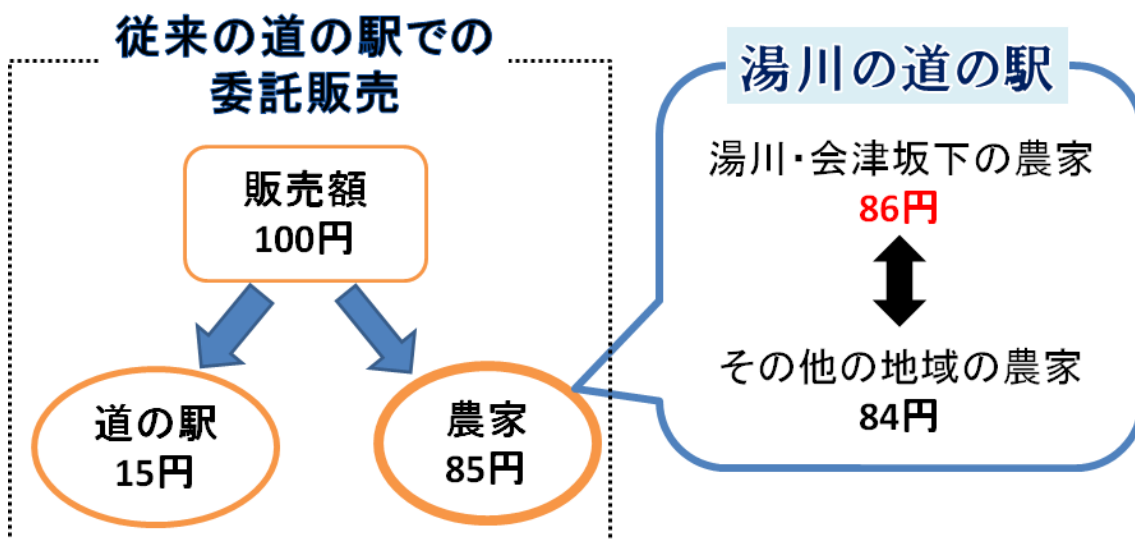 従来の道の駅での
委託販売
販売額
100円
道の駅
15円
農家
85円
湯川の道の駅
湯川・会津坂下の農家
86円
その他の地域の農家
84円